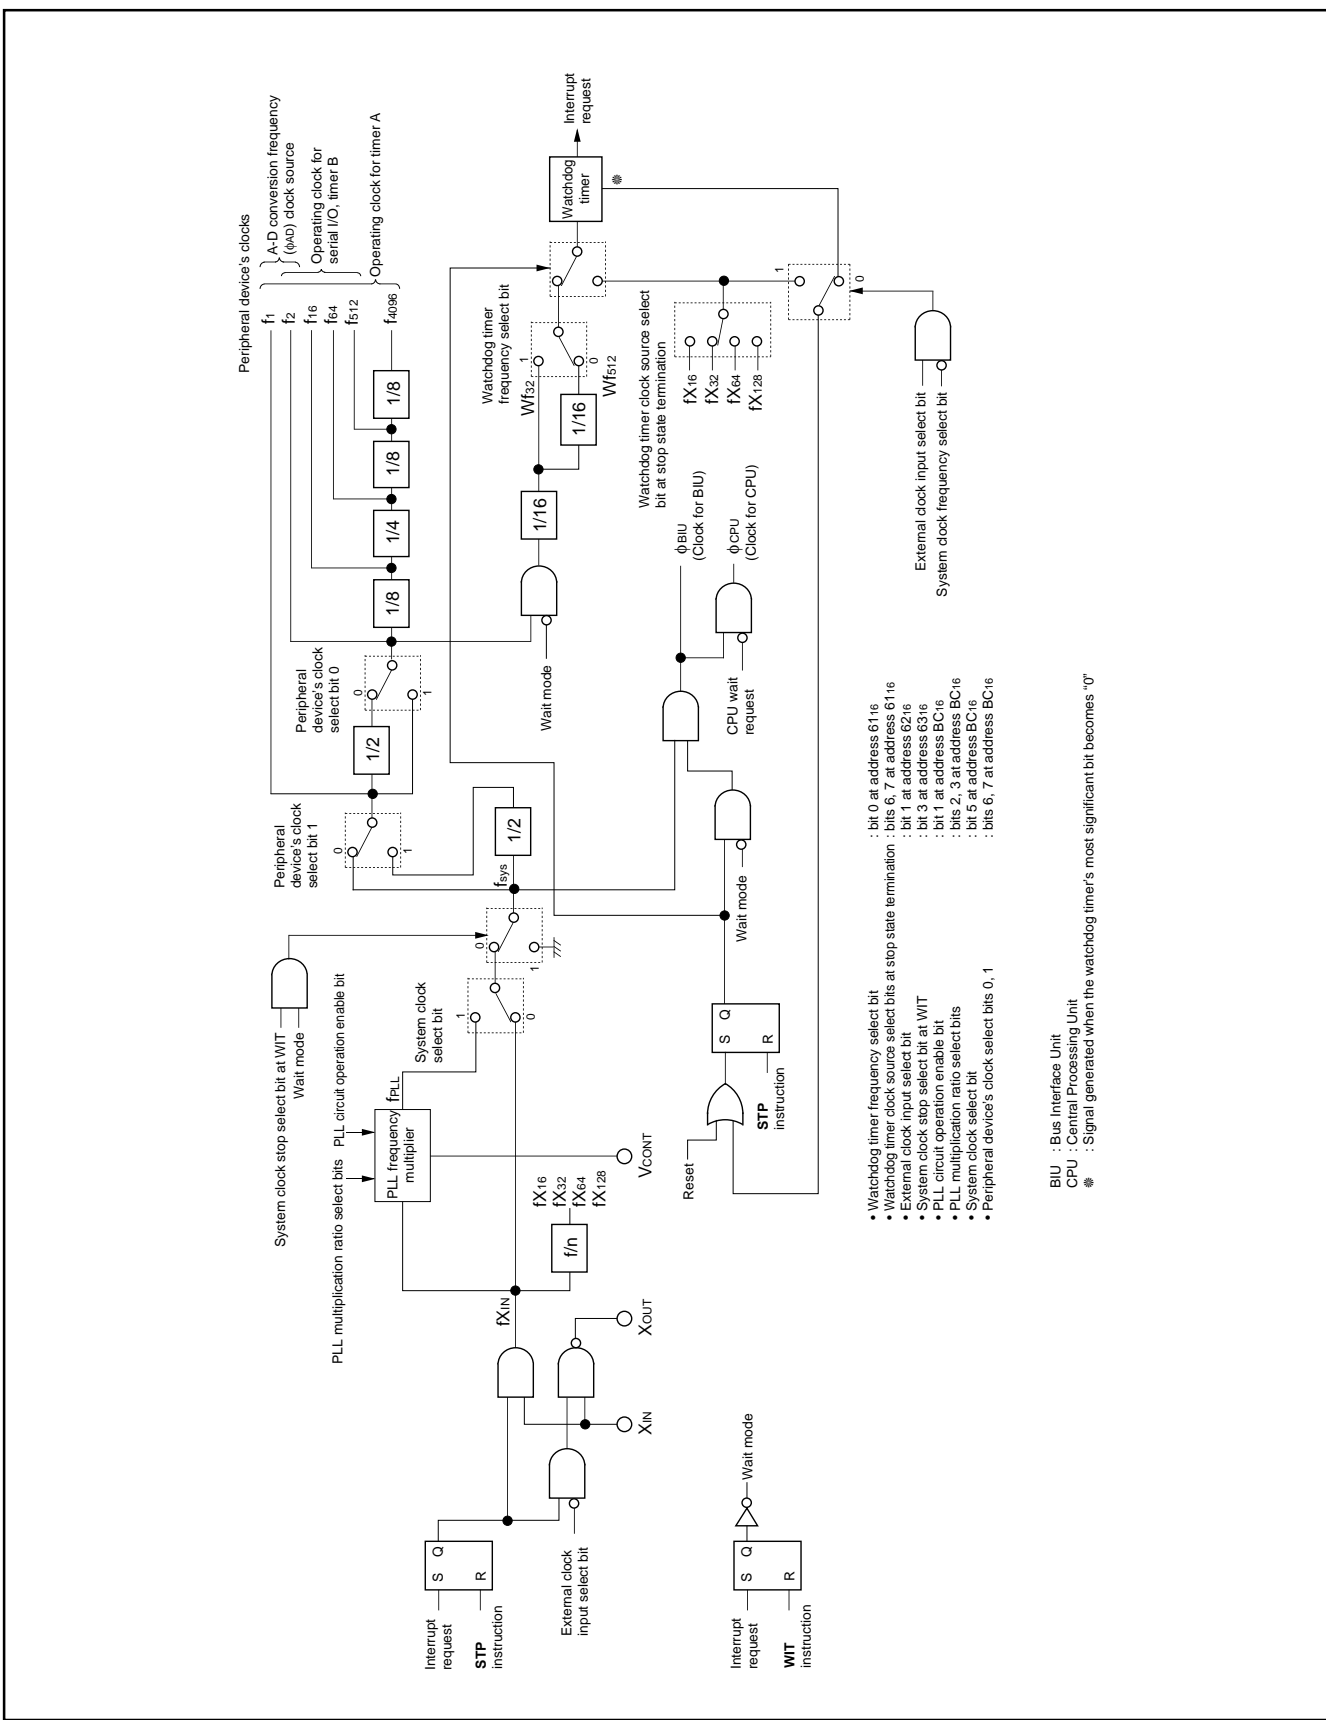 Peripheral device's clocks
A-D conversion frequency
(ϕAD) clock source
Operating clock for
serial I/O, timer B
Operating clock for timer A
f1
f2
f16
f64
f512
f4096
1/8
1/4
1/8
1/8
Peripheral
device's clock
select bit 0
0
1
1/2
Peripheral
device's clock
select bit 1
0
1
1/2
fsys
System clock stop select bit at WIT
Wait mode
0
1
PLL multiplication ratio select bits
PLL circuit operation enable bit
PLL frequency
multiplier
fPLL
System clock
select bit
1
0
VCONT
fX16
fX32
fX64
fX128
f/n
fXIN
XOUT
XIN
Interrupt
request
STP
instruction
S
Q
R
External clock
input select bit
Interrupt
request
WIT
instruction
S
Q
R
Wait mode
Reset
STP
instruction
S
Q
R
Wait mode
CPU wait
request
ϕBIU
(Clock for BIU)
ϕCPU
(Clock for CPU)
Wait mode
1/16
1/16
Wf32
Wf512
1
0
Watchdog timer
frequency select bit
Watchdog
timer
Interrupt
request
※
Watchdog timer clock source select
bit at stop state termination
fX16
fX32
fX64
fX128
1
0
External clock input select bit
System clock frequency select bit
• Watchdog timer frequency select bit : bit 0 at address 6116
• Watchdog timer clock source select bits at stop state termination : bits 6, 7 at address 6116
• External clock input select bit : bit 1 at address 6216
• System clock stop select bit at WIT : bit 3 at address 6316
• PLL circuit operation enable bit : bit 1 at address BC16
• PLL multiplication ratio select bits : bits 2, 3 at address BC16
• System clock select bit : bit 5 at address BC16
• Peripheral device's clock select bits 0, 1 : bits 6, 7 at address BC16
BIU : Bus Interface Unit
CPU : Central Processing Unit
※ : Signal generated when the watchdog timer's most significant bit becomes “0”